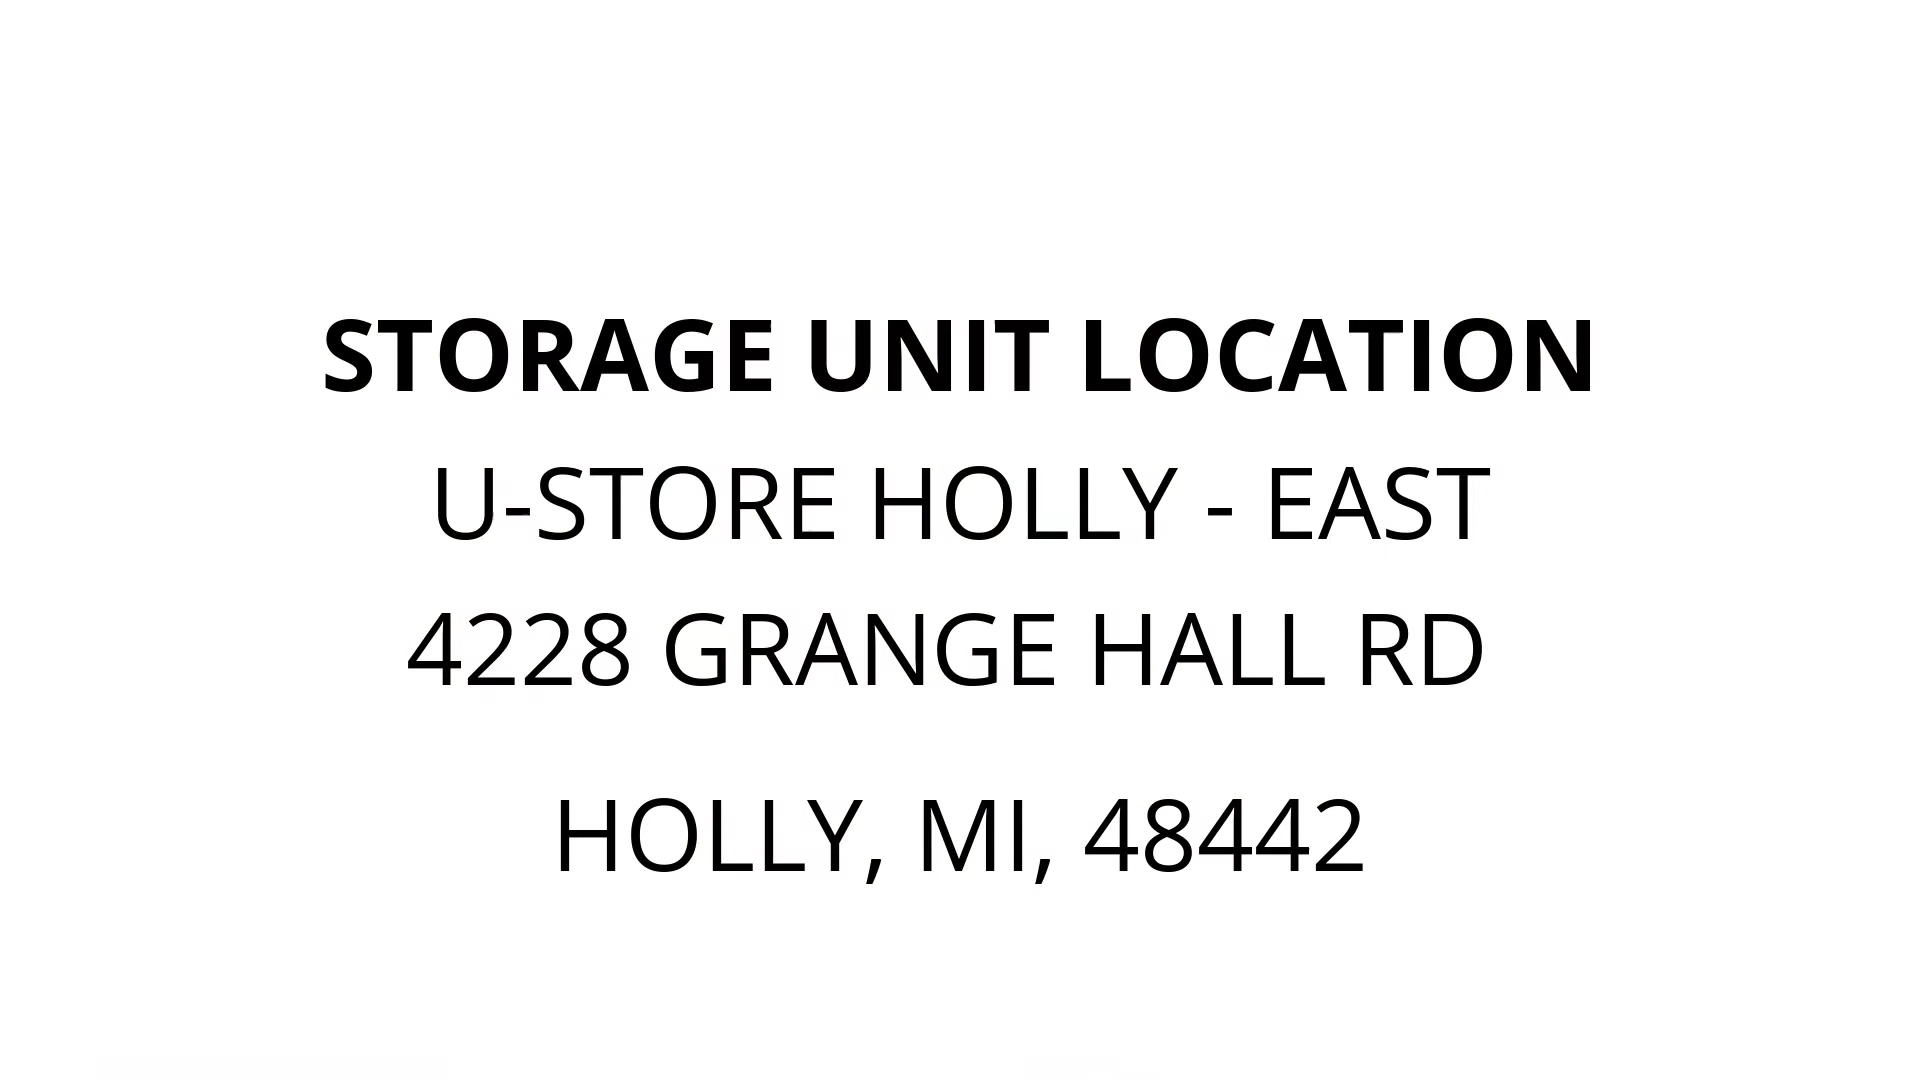 STORAGE UNIT LOCATION
U-STORE HOLLY - EAST
4228 GRANGE HALL RD
HOLLY, MI, 48442